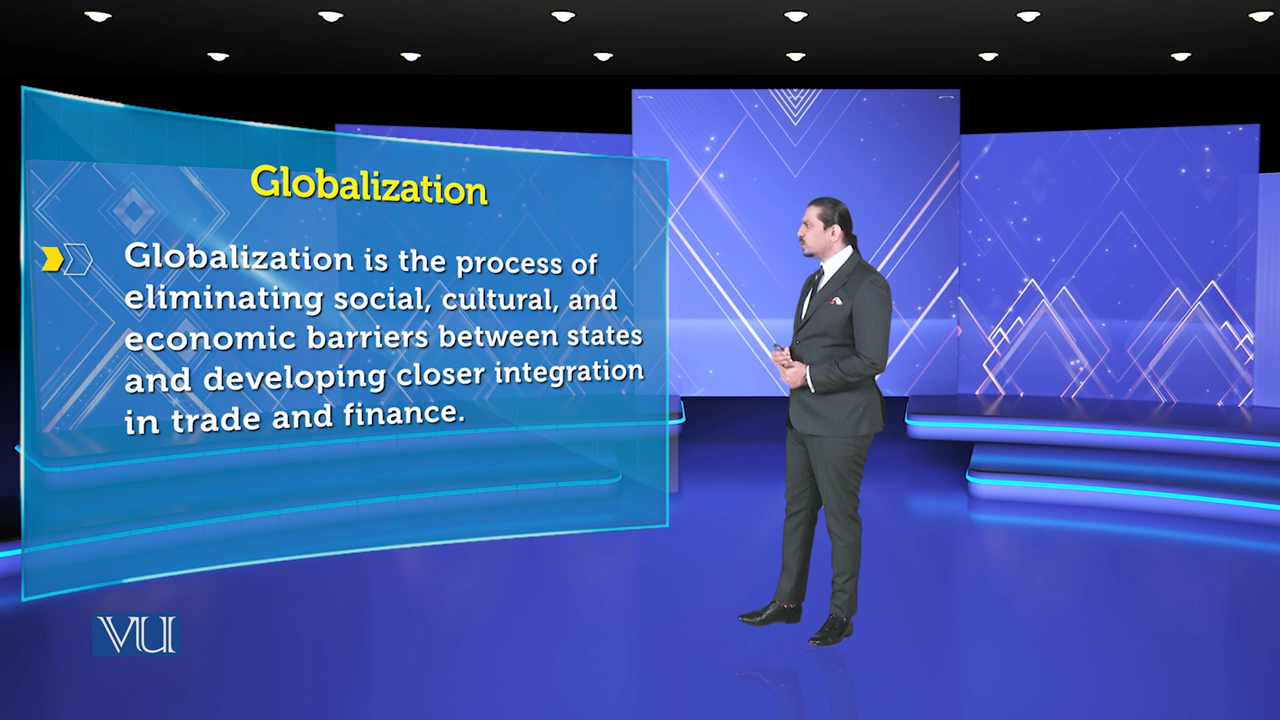 Globalization
Globalization is the process of
eliminating social, cultural, and
economic barriers between states
and developing closer integration
in trade and finance.
VU